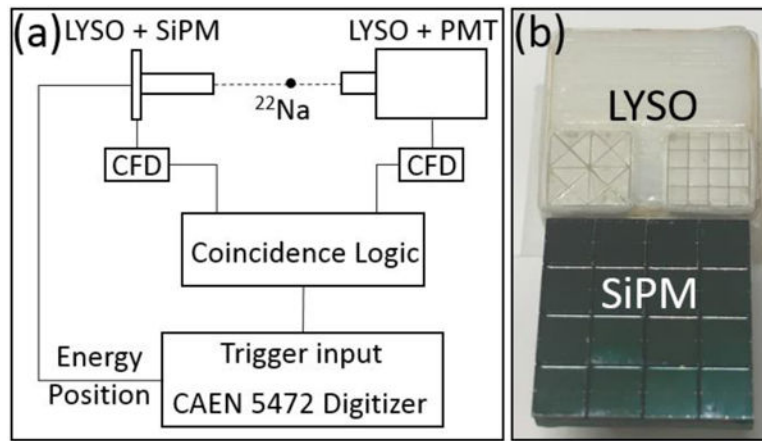 (a)
LYSO + SiPM
LYSO + PMT
²²Na
CFD
CFD
Coincidence Logic
Energy
Position
Trigger input
CAEN 5472 Digitizer
(b)
LYSO
SiPM